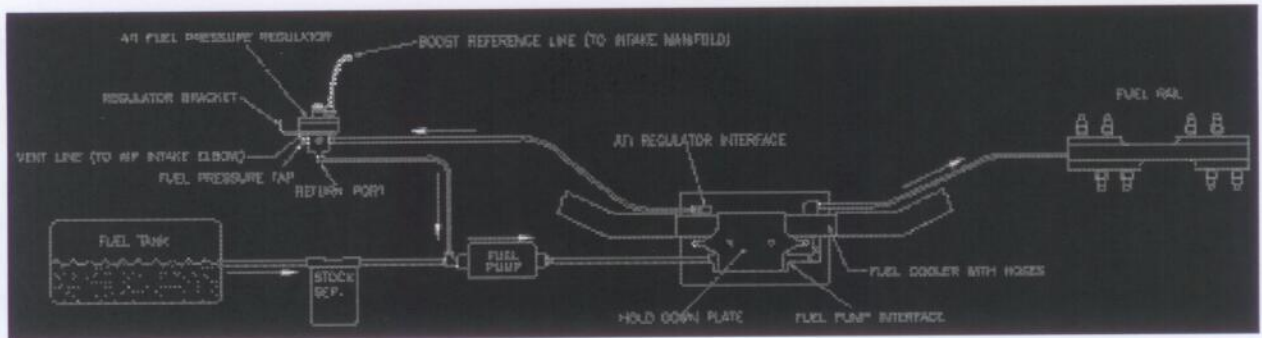 FUEL PRESSURE REGULATOR
BOOST REFERENCE LINE (TO INTAKE MANIFOLD)
REGULATOR BRACKET
FUEL RAIL
REGULATOR INTERFACE
VENT LINE (TO AIR INTAKE ELBOW)
FUEL PRESSURE TAP
RETURN PORT
FUEL TANK
FUEL
PUMP
STOCK
SEP.
FUEL COOLER WITH HOSES
HOLD DOWN PLATE
FUEL PUMP INTERFACE